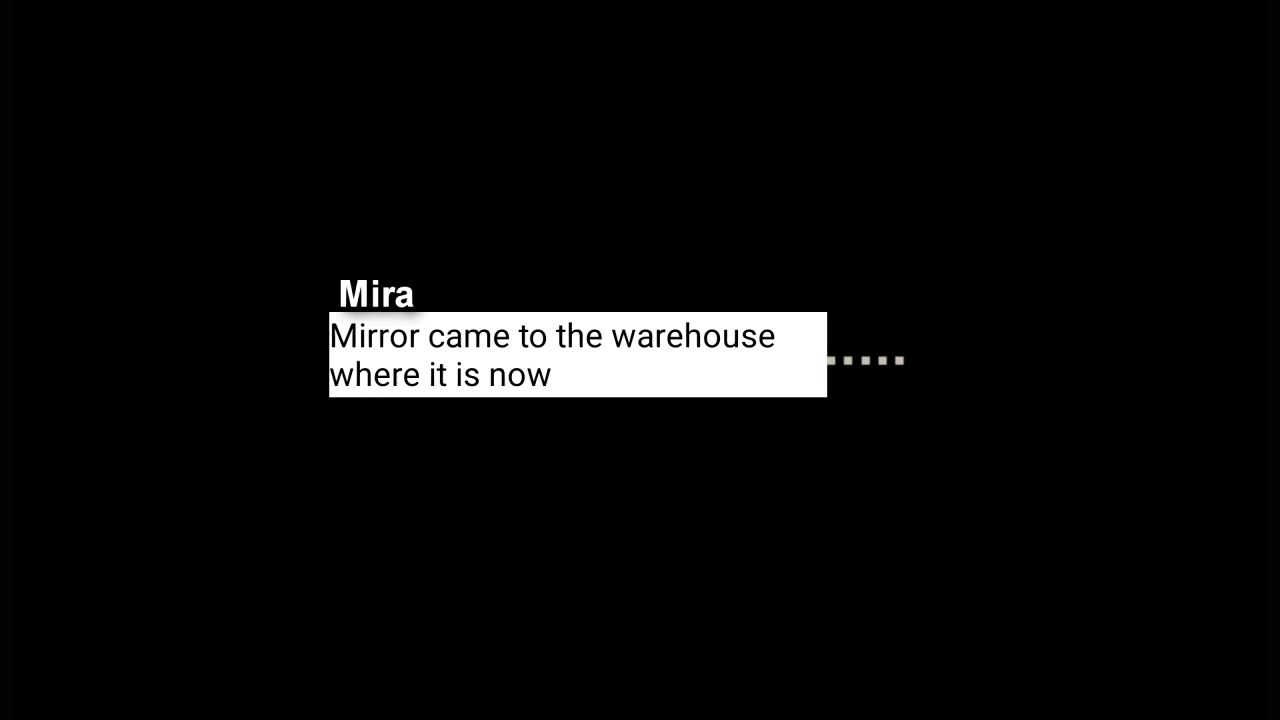 Mira
Mirror came to the warehouse
where it is now
.....